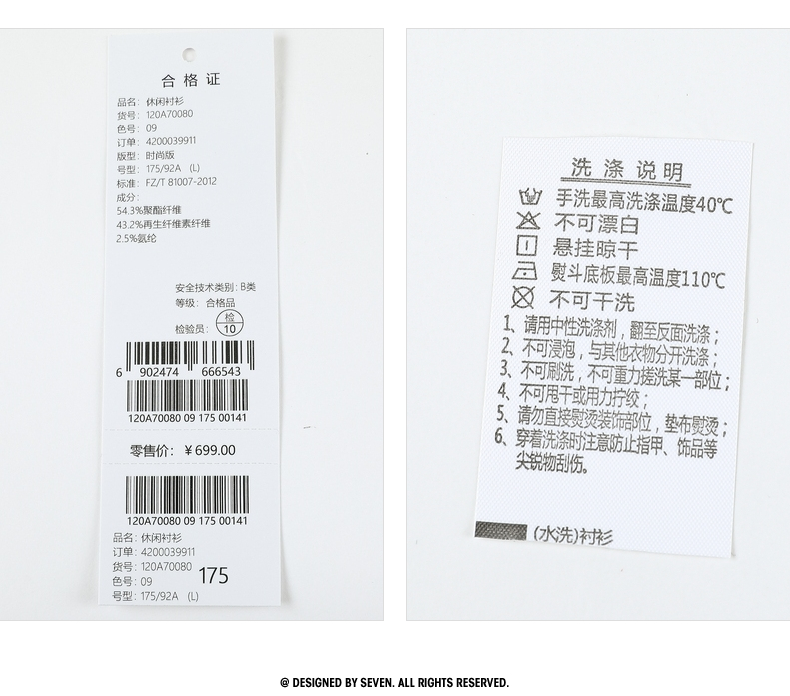 合格证
品名：休闲衬衫
货号：120A70080
色号：09
订单：4200039911
版型：时尚版
号型：175/92A (L)
标准：FZ/T 81007-2012
成分：
54.3%聚酯纤维
43.2%再生纤维素纤维
2.5%氨纶
安全技术类别：B类
等级：合格品
检验员：检 10
6 902474 666543
120A70080 09 175 00141
零售价：￥699.00
120A70080 09 175 00141
品名：休闲衬衫
订单：4200039911
货号：120A70080
色号：09
175
号型：175/92A (L)
洗涤说明
手洗最高洗涤温度40℃
不可漂白
悬挂晾干
熨斗底板最高温度110℃
不可干洗
1、请用中性洗涤剂，翻至反面洗涤；
2、不可浸泡，与其他衣物分开洗涤；
3、不可刷洗，不可重力搓洗某一部位；
4、不可甩干或用力拧绞；
5、请勿直接熨烫装饰部位，垫布熨烫；
6、穿着洗涤时注意防止指甲、饰品等
尖锐物刮伤。
(水洗)衬衫
@ DESIGNED BY SEVEN. ALL RIGHTS RESERVED.